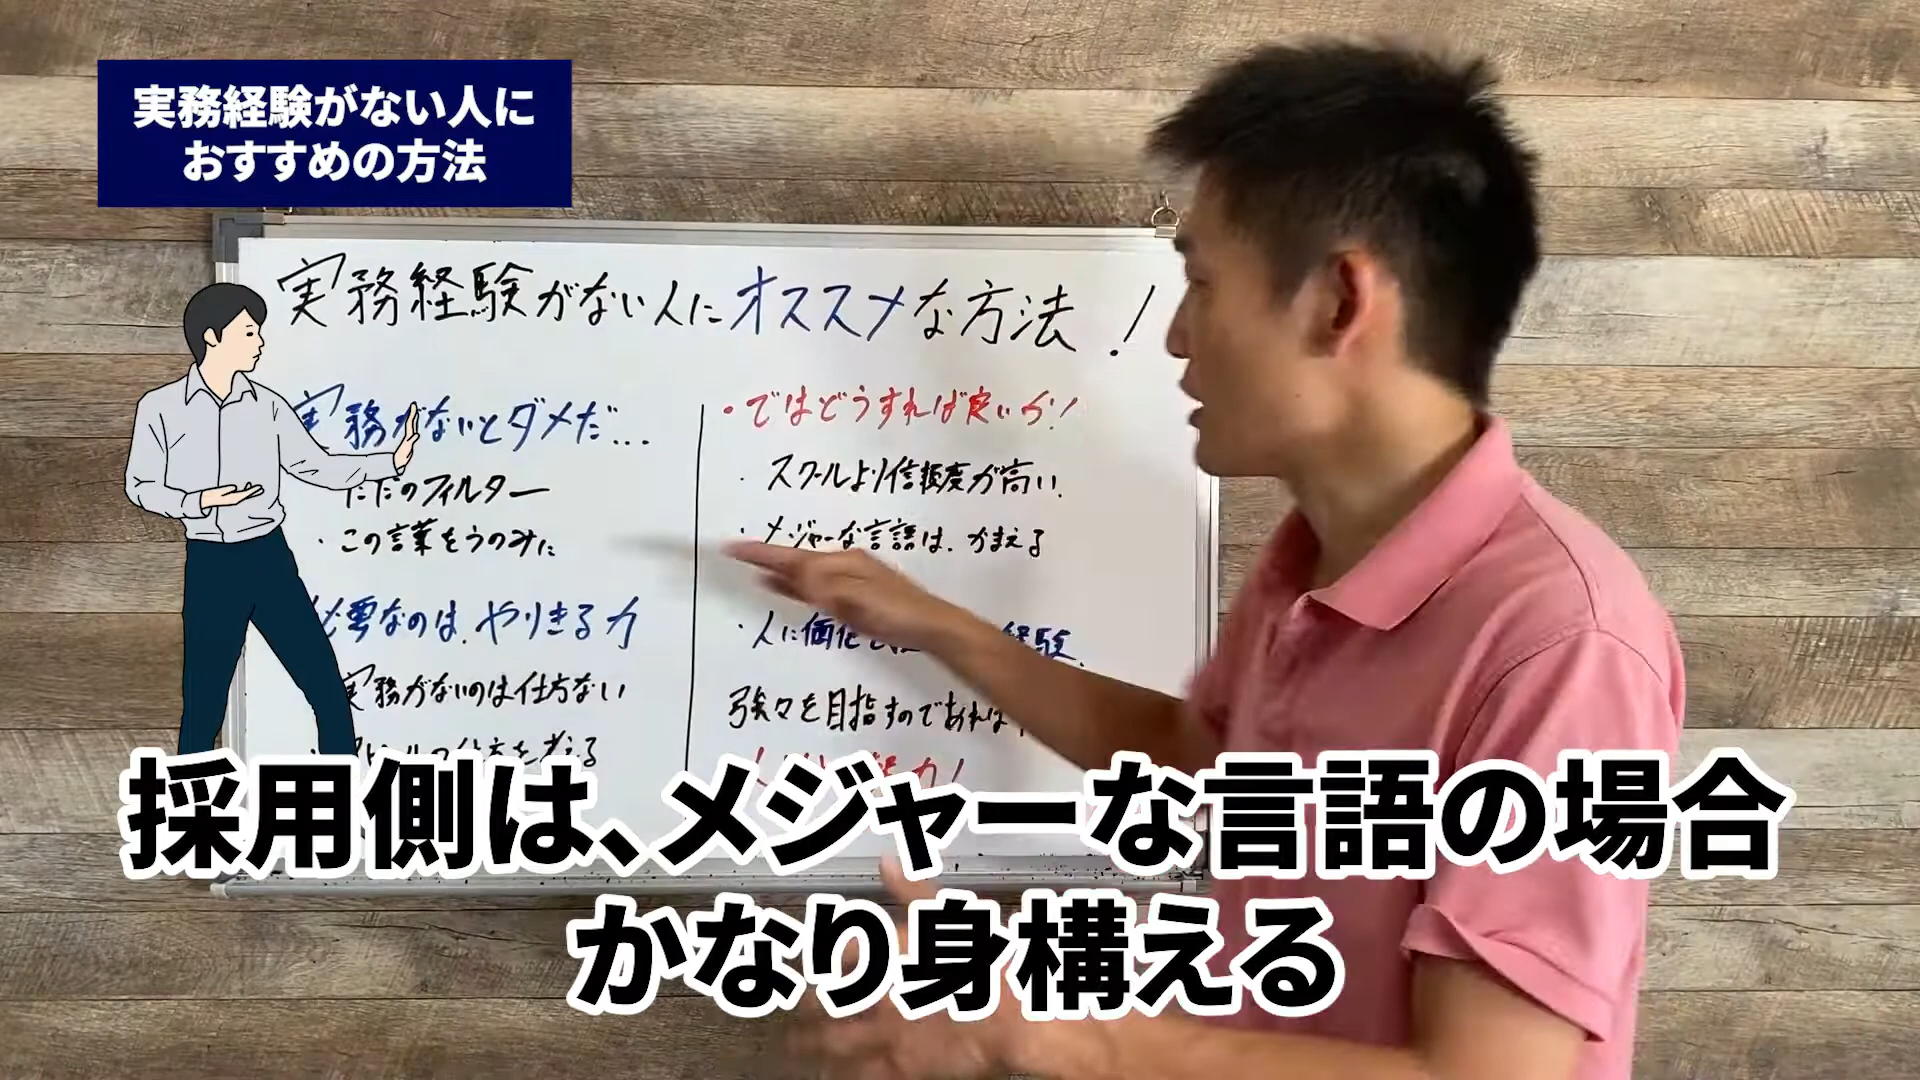 実務経験がない人に
おすすめの方法
実務経験がない人にオススメな方法!
実務がないとダメだ...
ただのフィルター
・この言葉をうのみに
必要なのは、やりきる力
実務がないのは仕方ない
・ではどうすれば良いか!
・スクールより信頼度が高い.
・メジャーな言語は、かまえる
・人に価値 経験.
強々を目指すのであれば
採用側は、メジャーな言語の場合
かなり身構える